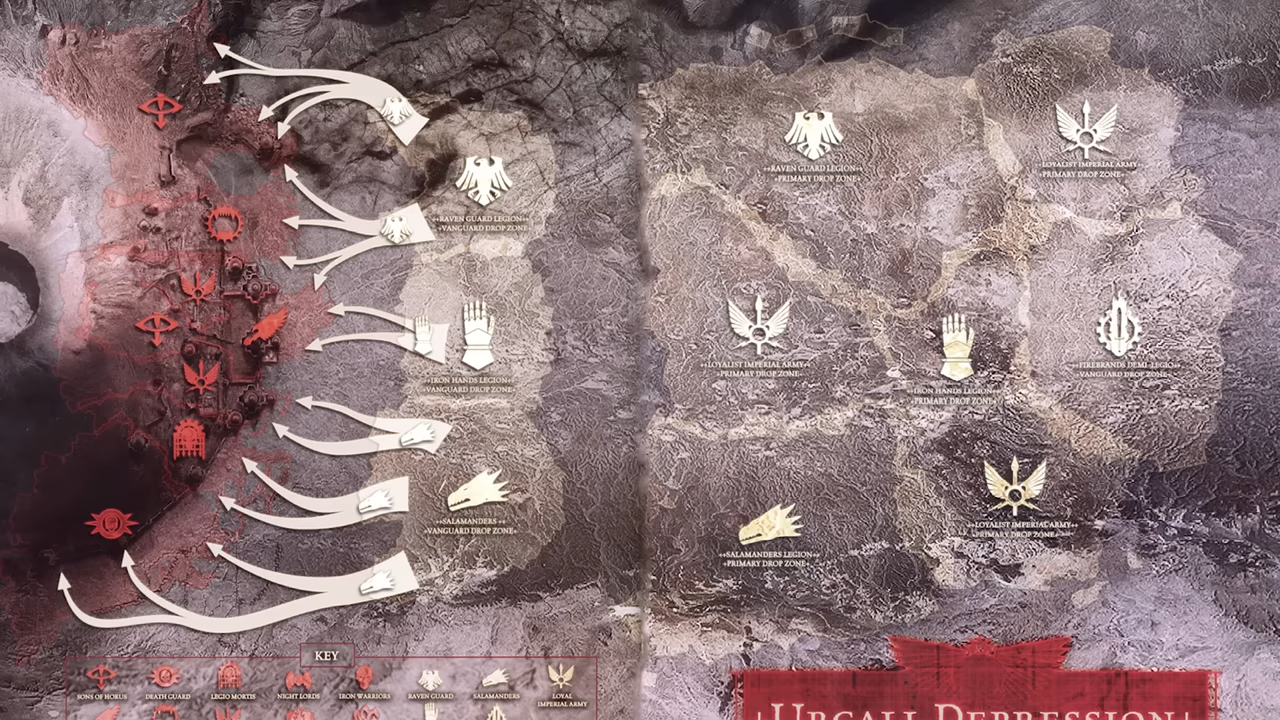 ++RAVEN GUARD LEGION++
+VANGUARD DROP ZONE+
++IRON HANDS LEGION++
+VANGUARD DROP ZONE+
++SALAMANDERS++
+VANGUARD DROP ZONE+
++RAVEN GUARD LEGION++
+PRIMARY DROP ZONE+
++LOYALIST IMPERIAL ARMY++
+PRIMARY DROP ZONE+
++LOYALIST IMPERIAL ARMY++
+PRIMARY DROP ZONE+
++IRON HANDS LEGION++
+PRIMARY DROP ZONE+
++FIREBRANDS DEMI-LEGIO++
+VANGUARD DROP ZONE+
++SALAMANDERS LEGION++
+PRIMARY DROP ZONE+
++LOYALIST IMPERIAL ARMY++
+PRIMARY DROP ZONE+
KEY
SONS OF HORUS
DEATH GUARD
LEGIO MORTIS
NIGHT LORDS
IRON WARRIORS
RAVEN GUARD
SALAMANDERS
LOYAL
IMPERIAL ARMY
+URGALL DEPRESSION+